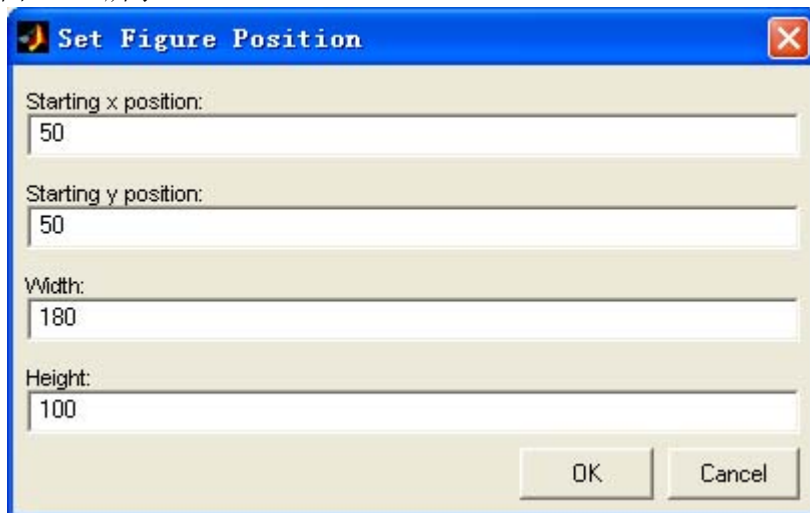 Set Figure Position
Starting x position:
50
Starting y position:
50
Width:
180
Height:
100
OK Cancel